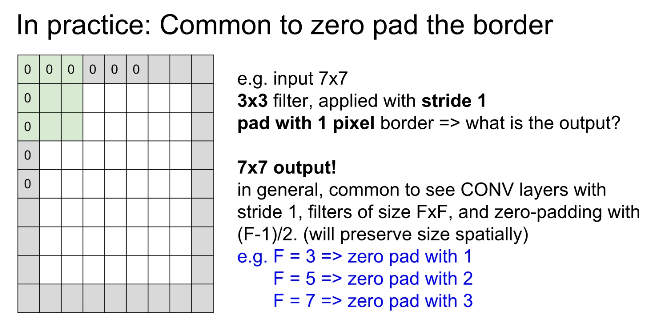 In practice: Common to zero pad the border
0 0 0 0 0 0
0
0
0
0
e.g. input 7x7
3x3 filter, applied with stride 1
pad with 1 pixel border => what is the output?
7x7 output!
in general, common to see CONV layers with
stride 1, filters of size FxF, and zero-padding with
(F-1)/2. (will preserve size spatially)
e.g. F = 3 => zero pad with 1
F = 5 => zero pad with 2
F = 7 => zero pad with 3